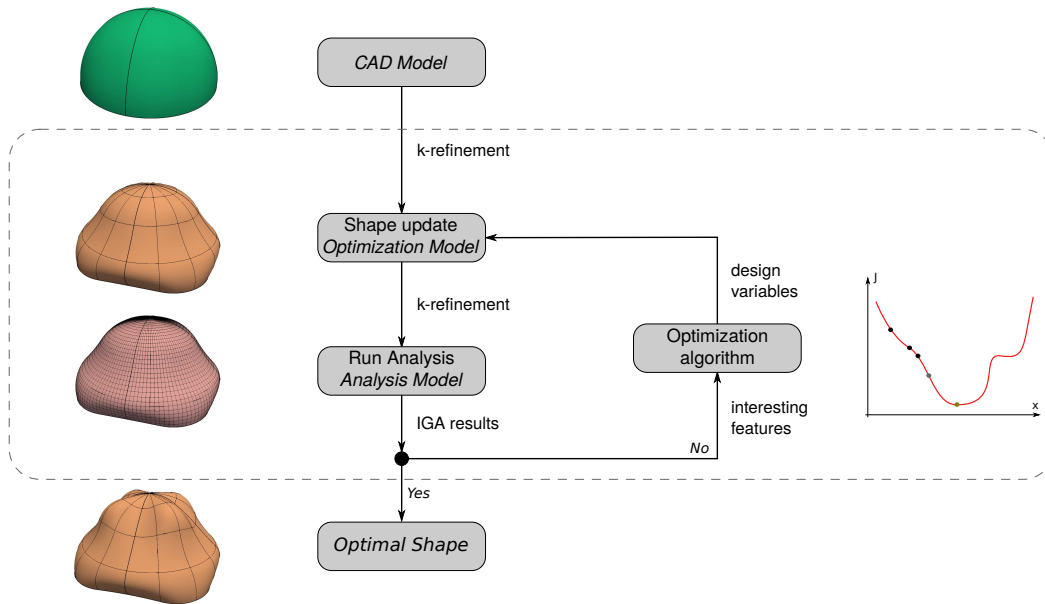 CAD Model
k-refinement
Shape update
Optimization Model
design
variables
k-refinement
J
Optimization
algorithm
Run Analysis
Analysis Model
interesting
features
x
IGA results
No
Yes
Optimal Shape